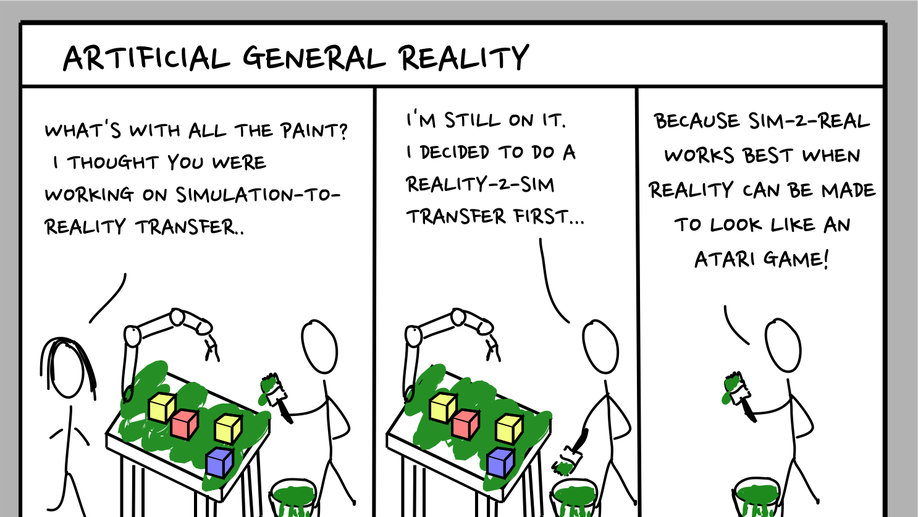 ARTIFICIAL GENERAL REALITY
WHAT'S WITH ALL THE PAINT?
I THOUGHT YOU WERE
WORKING ON SIMULATION-TO-
REALITY TRANSFER..
I'M STILL ON IT.
I DECIDED TO DO A
REALITY-2-SIM
TRANSFER FIRST...
BECAUSE SIM-2-REAL
WORKS BEST WHEN
REALITY CAN BE MADE
TO LOOK LIKE AN
ATARI GAME!